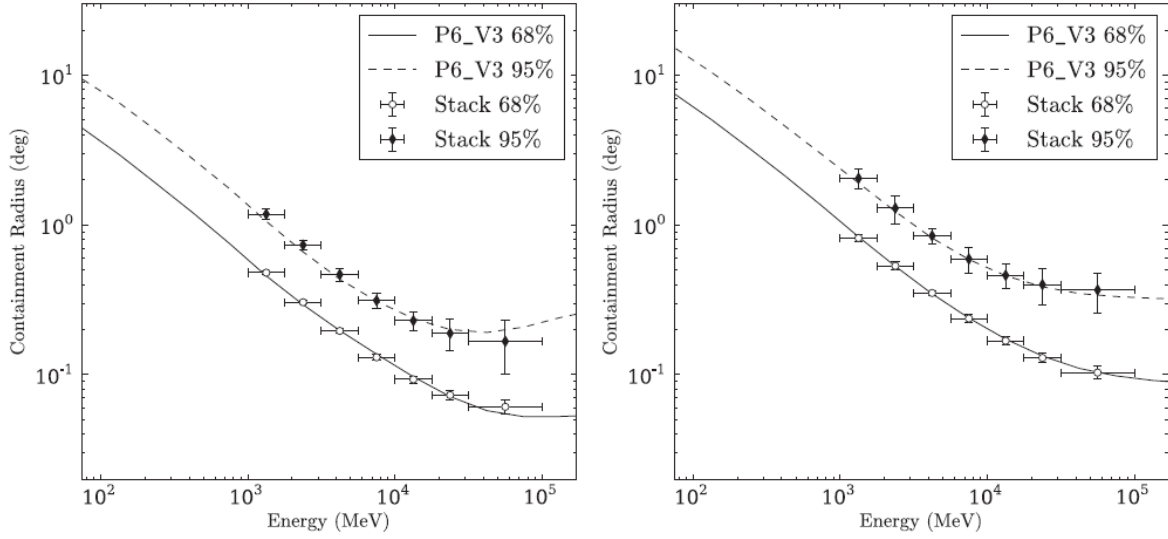 P6_V3 68%
P6_V3 95%
Stack 68%
Stack 95%
10^1
10^0
10^-1
Containment Radius (deg)
10^2 10^3 10^4 10^5
Energy (MeV)
P6_V3 68%
P6_V3 95%
Stack 68%
Stack 95%
10^1
10^0
10^-1
Containment Radius (deg)
10^2 10^3 10^4 10^5
Energy (MeV)